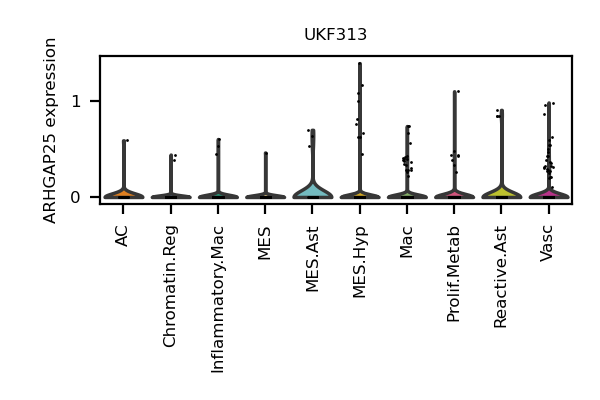 UKF313
ARHGAP25 expression
1
0
AC
Chromatin.Reg
Inflammatory.Mac
MES
MES.Ast
MES.Hyp
Mac
Prolif.Metab
Reactive.Ast
Vasc